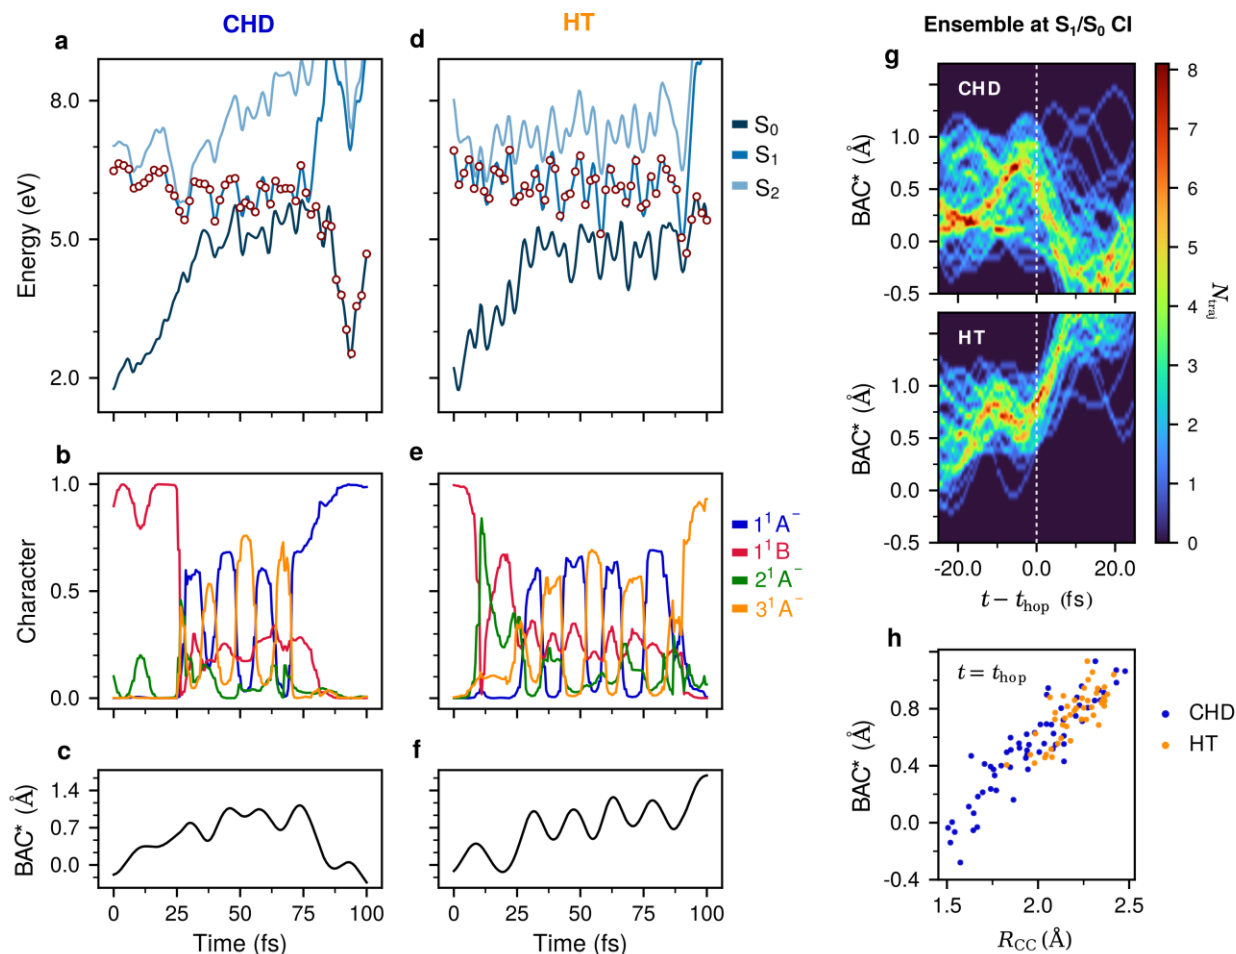 CHD
HT
Ensemble at S₁/S₀ CI
a
8.0
5.0
2.0
Energy (eV)
d
S₀
S₁
S₂
b
1.0
0.5
0.0
Character
e
1¹A⁻
1¹B
2¹A⁻
3¹A⁻
c
1.4
0.7
0.0
BAC* (Å)
0 25 50 75 100
Time (fs)
f
0 25 50 75 100
Time (fs)
g
CHD
1.0
0.5
0.0
-0.5
BAC* (Å)
HT
1.0
0.5
0.0
-0.5
BAC* (Å)
-20.0 0.0 20.0
t − t_hop (fs)
8
7
6
5
4
3
2
1
0
N_traj
h
t = t_hop
0.8
0.4
0.0
-0.4
BAC* (Å)
1.5 2.0 2.5
R_CC (Å)
CHD
HT